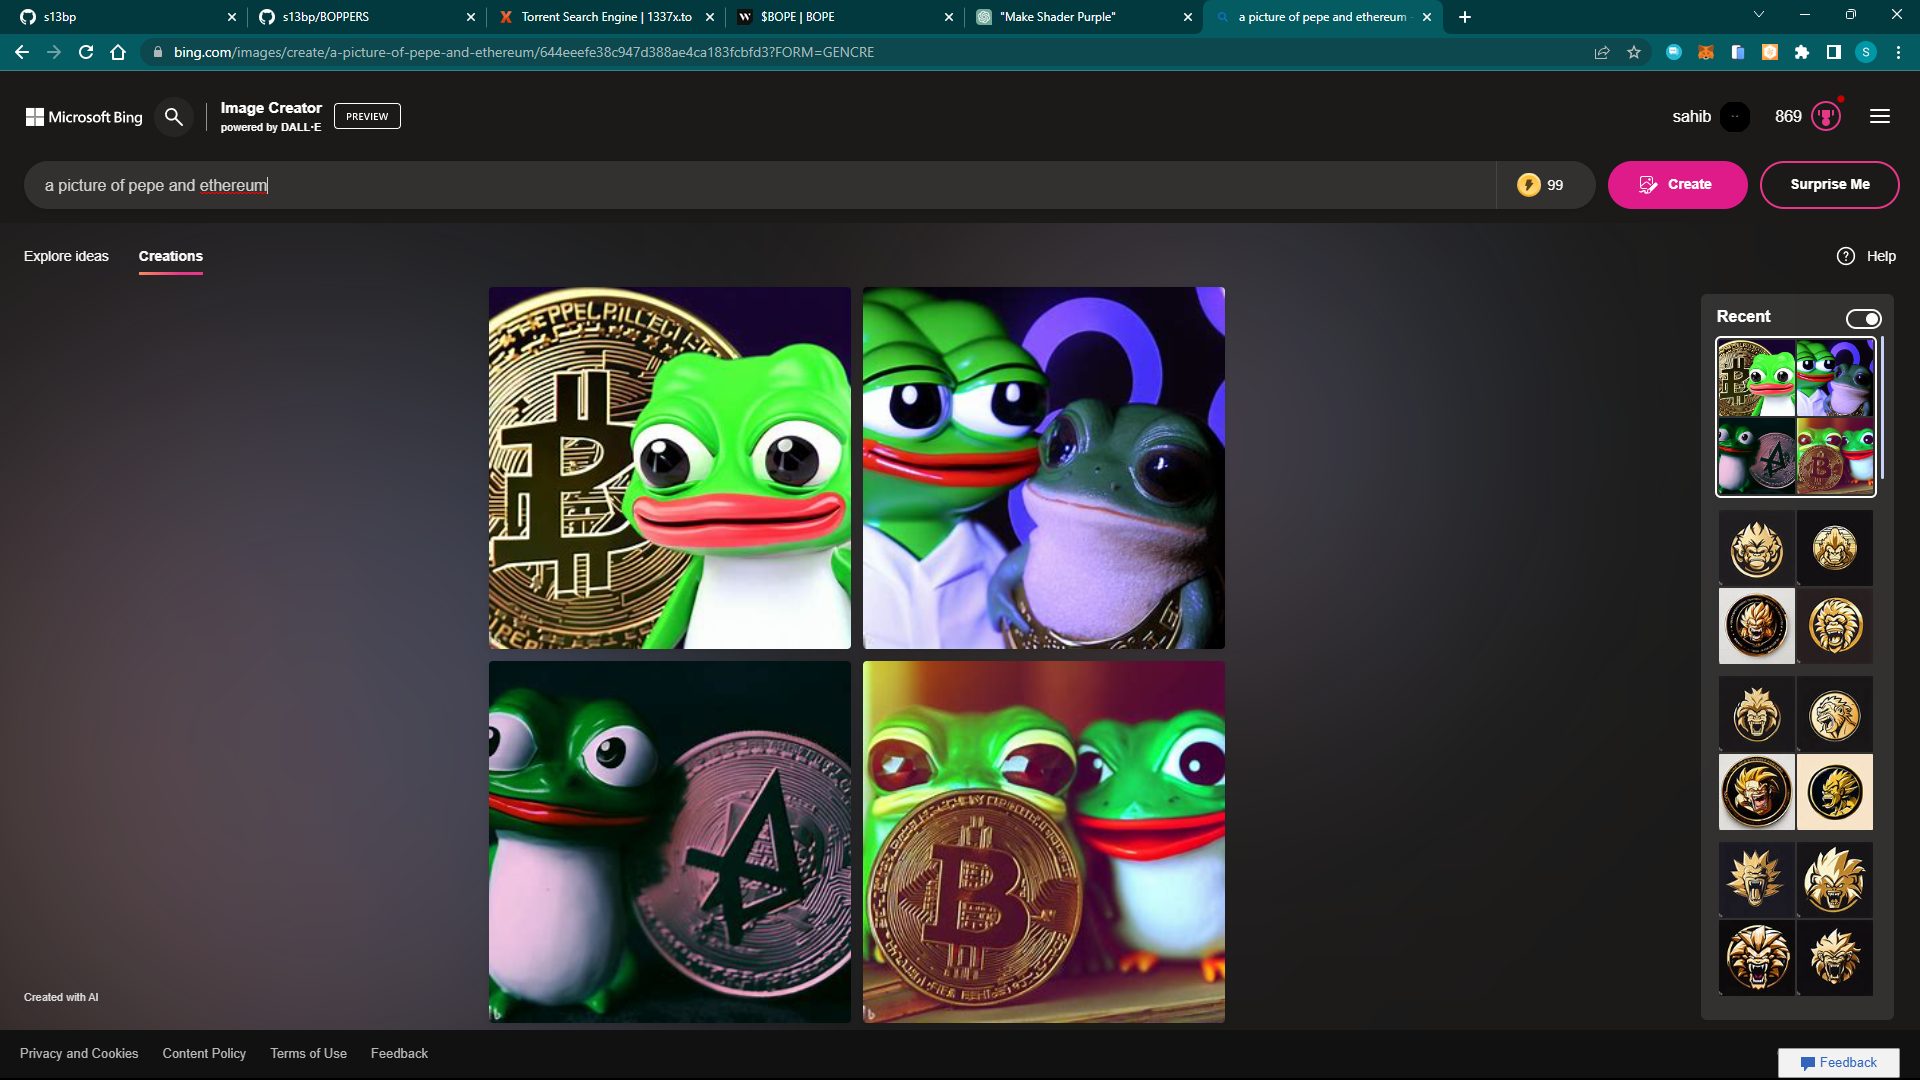 s13bp
s13bp/BOPPERS
Torrent Search Engine | 1337x.to
$BOPE | BOPE
"Make Shader Purple"
a picture of pepe and ethereum
bing.com/images/create/a-picture-of-pepe-and-ethereum/644eeefe38c947d388ae4ca183fcbfd3?FORM=GENCRE
S
Microsoft Bing
Image Creator
powered by DALL·E
PREVIEW
sahib
869
a picture of pepe and ethereum
99
Create
Surprise Me
Explore ideas
Creations
Help
Recent
Created with AI
Privacy and Cookies
Content Policy
Terms of Use
Feedback
Feedback